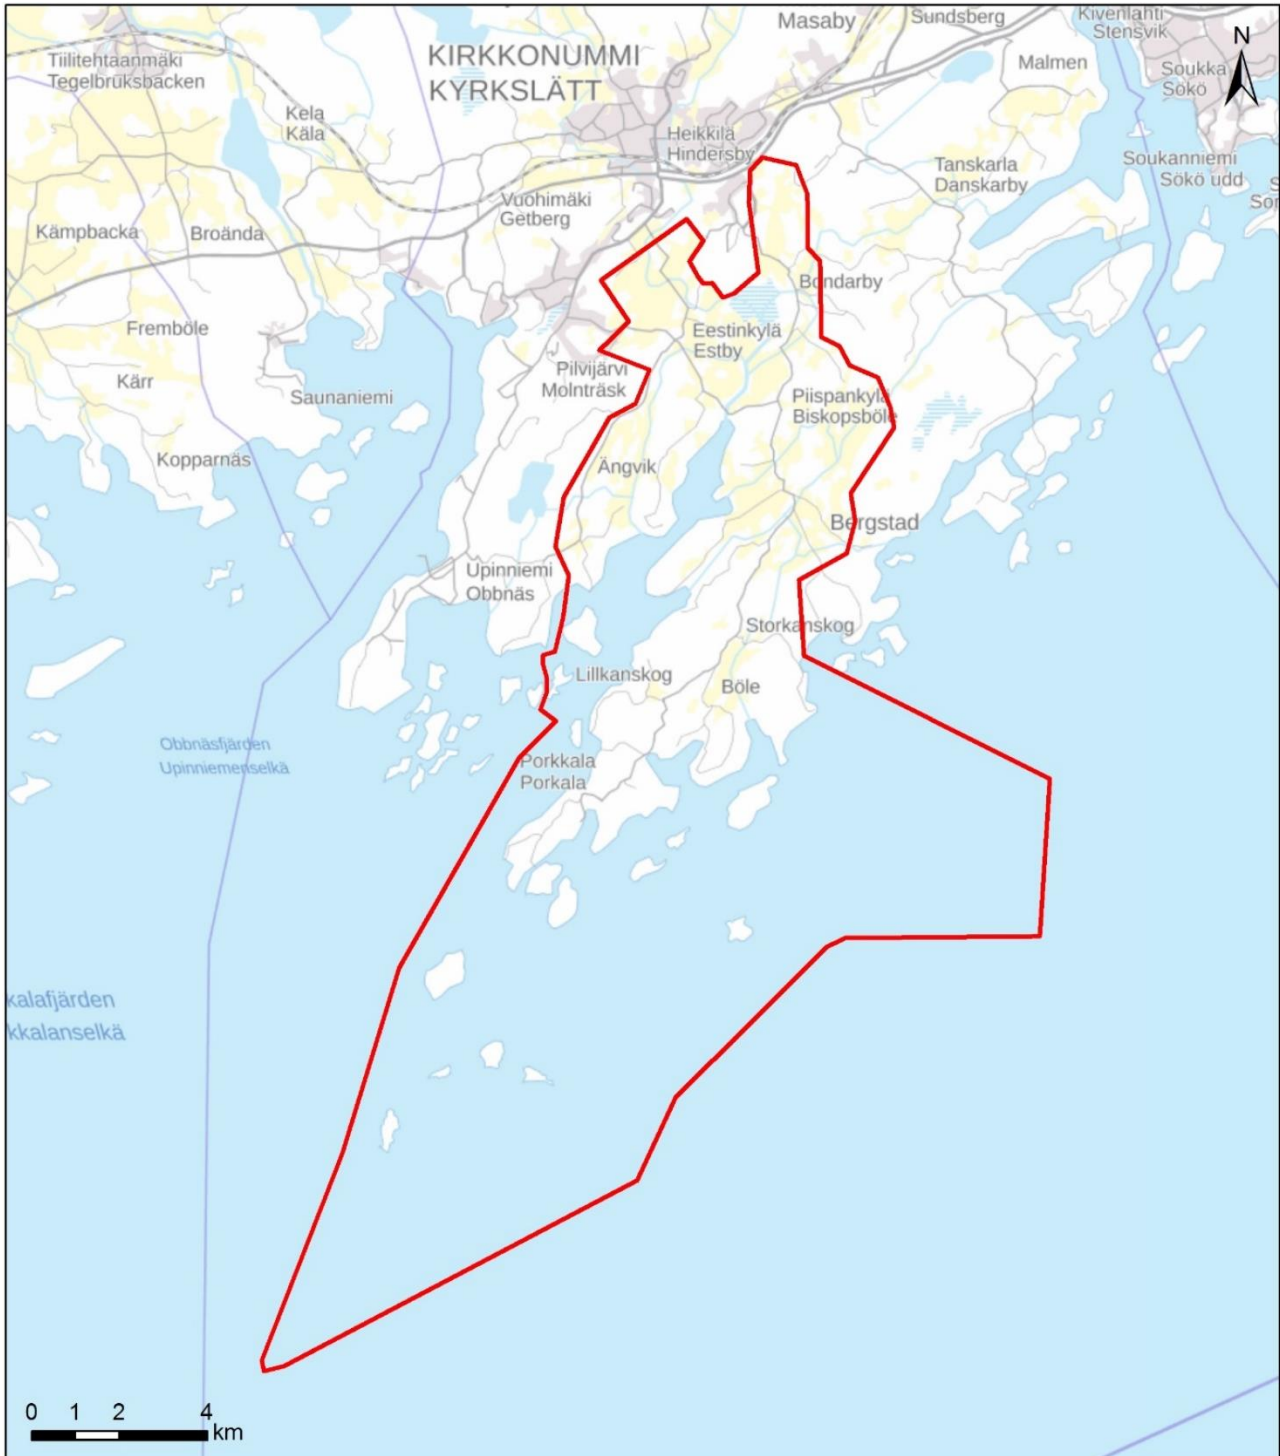 Masaby
Sundsberg
Kivenlahti
Stensvik
N
KIRKKONUMMI
KYRKSLÄTT
Tiilitehtaanmäki
Tegelbruksbacken
Malmen
Soukka
Sökö
Kela
Käla
Heikkilä
Hindersby
Tanskarla
Danskarby
Soukanniemi
Sökö udd
Vuohimäki
Getberg
Kämpbacka
Broända
Bondarby
Fremböle
Eestinkylä
Estby
Pilvijärvi
Molnträsk
Kärr
Saunaniemi
Piispankylä
Biskopsböle
Kopparnäs
Ängvik
Bergstad
Upinniemi
Obbnäs
Storkanskog
Lillkanskog
Böle
Obbnäsfjärden
Upinniemenselkä
Porkkala
Porkala
kalafjärden
kkalanselkä
0 1 2 4
km